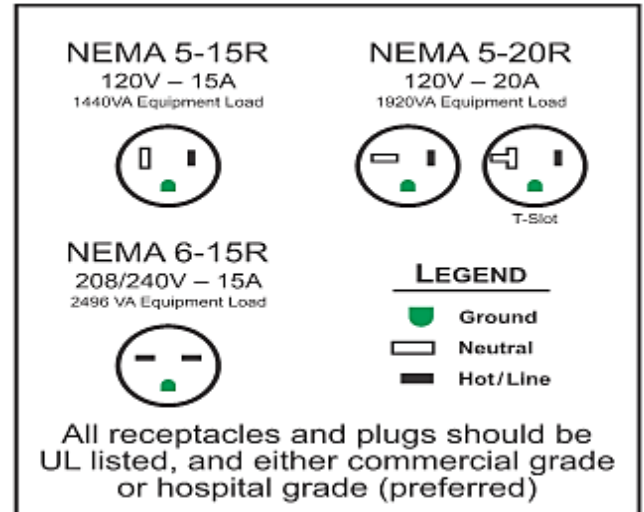 NEMA 5-15R
120V – 15A
1440VA Equipment Load
NEMA 5-20R
120V – 20A
1920VA Equipment Load
T-Slot
NEMA 6-15R
208/240V – 15A
2496 VA Equipment Load
LEGEND
Ground
Neutral
Hot/Line
All receptacles and plugs should be
UL listed, and either commercial grade
or hospital grade (preferred)